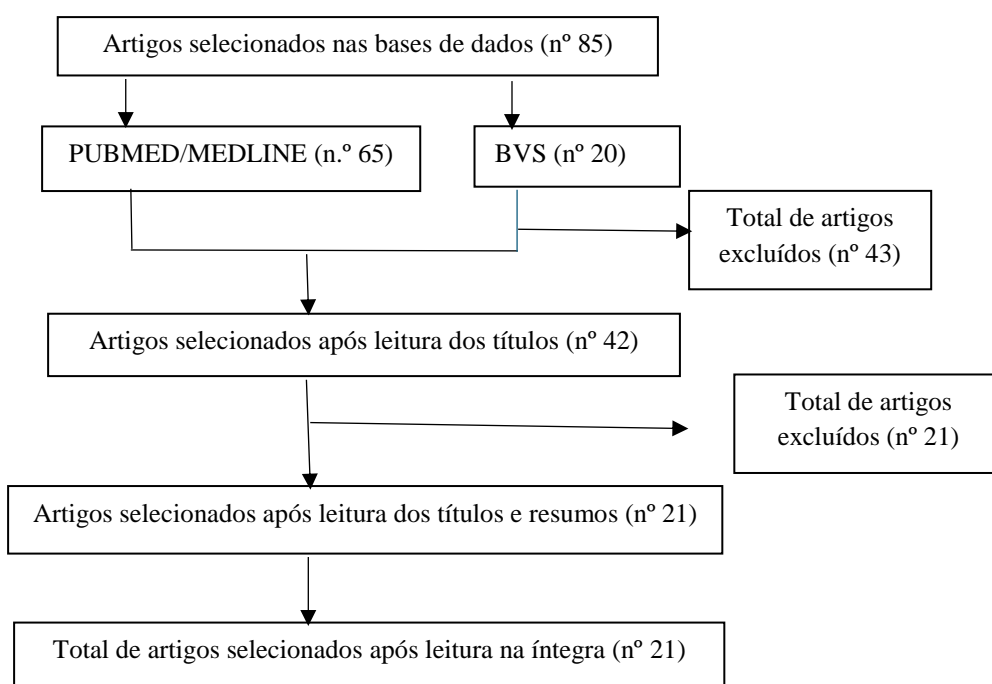 Artigos selecionados nas bases de dados (nº 85)
PUBMED/MEDLINE (n.º 65)
BVS (nº 20)
Total de artigos
excluídos (nº 43)
Artigos selecionados após leitura dos títulos (nº 42)
Total de artigos
excluídos (nº 21)
Artigos selecionados após leitura dos títulos e resumos (nº 21)
Total de artigos selecionados após leitura na íntegra (nº 21)